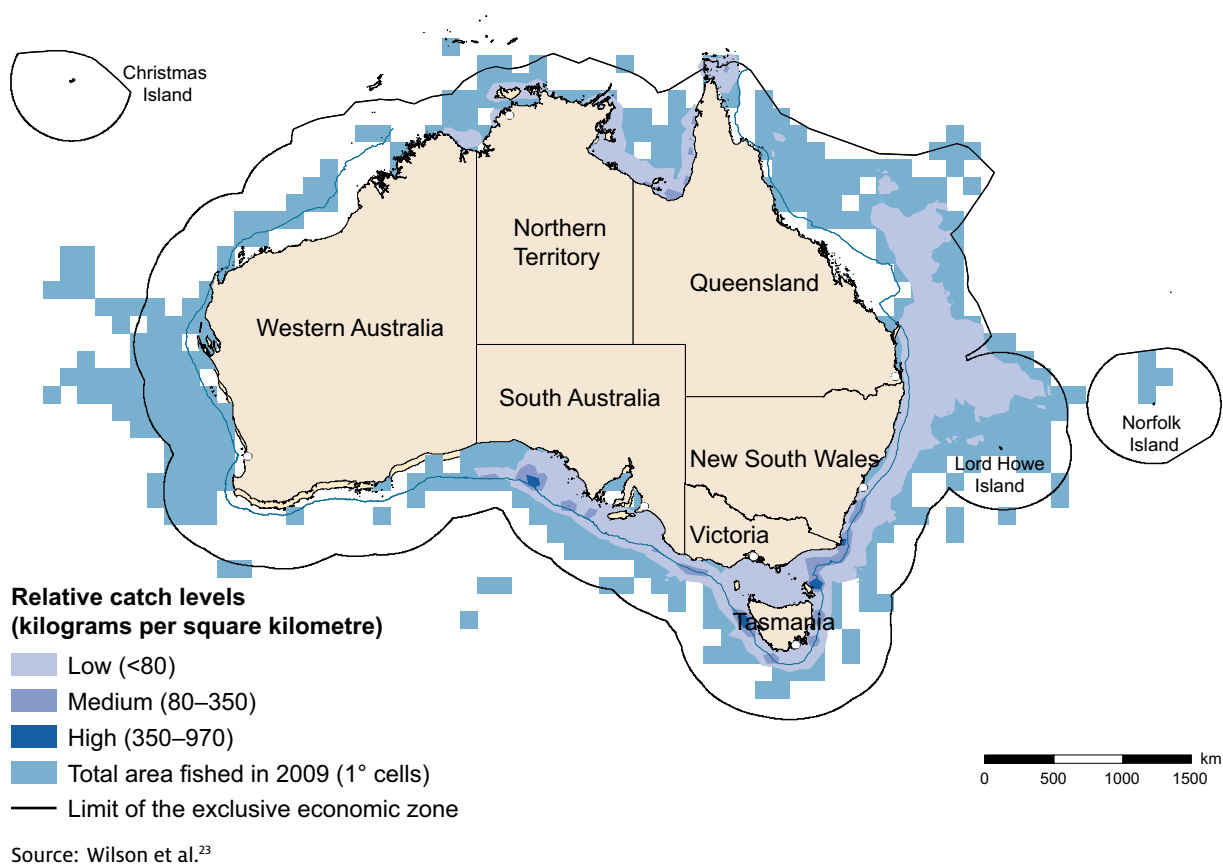 Christmas
Island
Northern
Territory
Queensland
Western Australia
South Australia
New South Wales
Norfolk
Island
Lord Howe
Island
Victoria
Tasmania
Relative catch levels
(kilograms per square kilometre)
Low (<80)
Medium (80–350)
High (350–970)
Total area fished in 2009 (1° cells)
Limit of the exclusive economic zone
km
0 500 1000 1500
Source: Wilson et al.²³